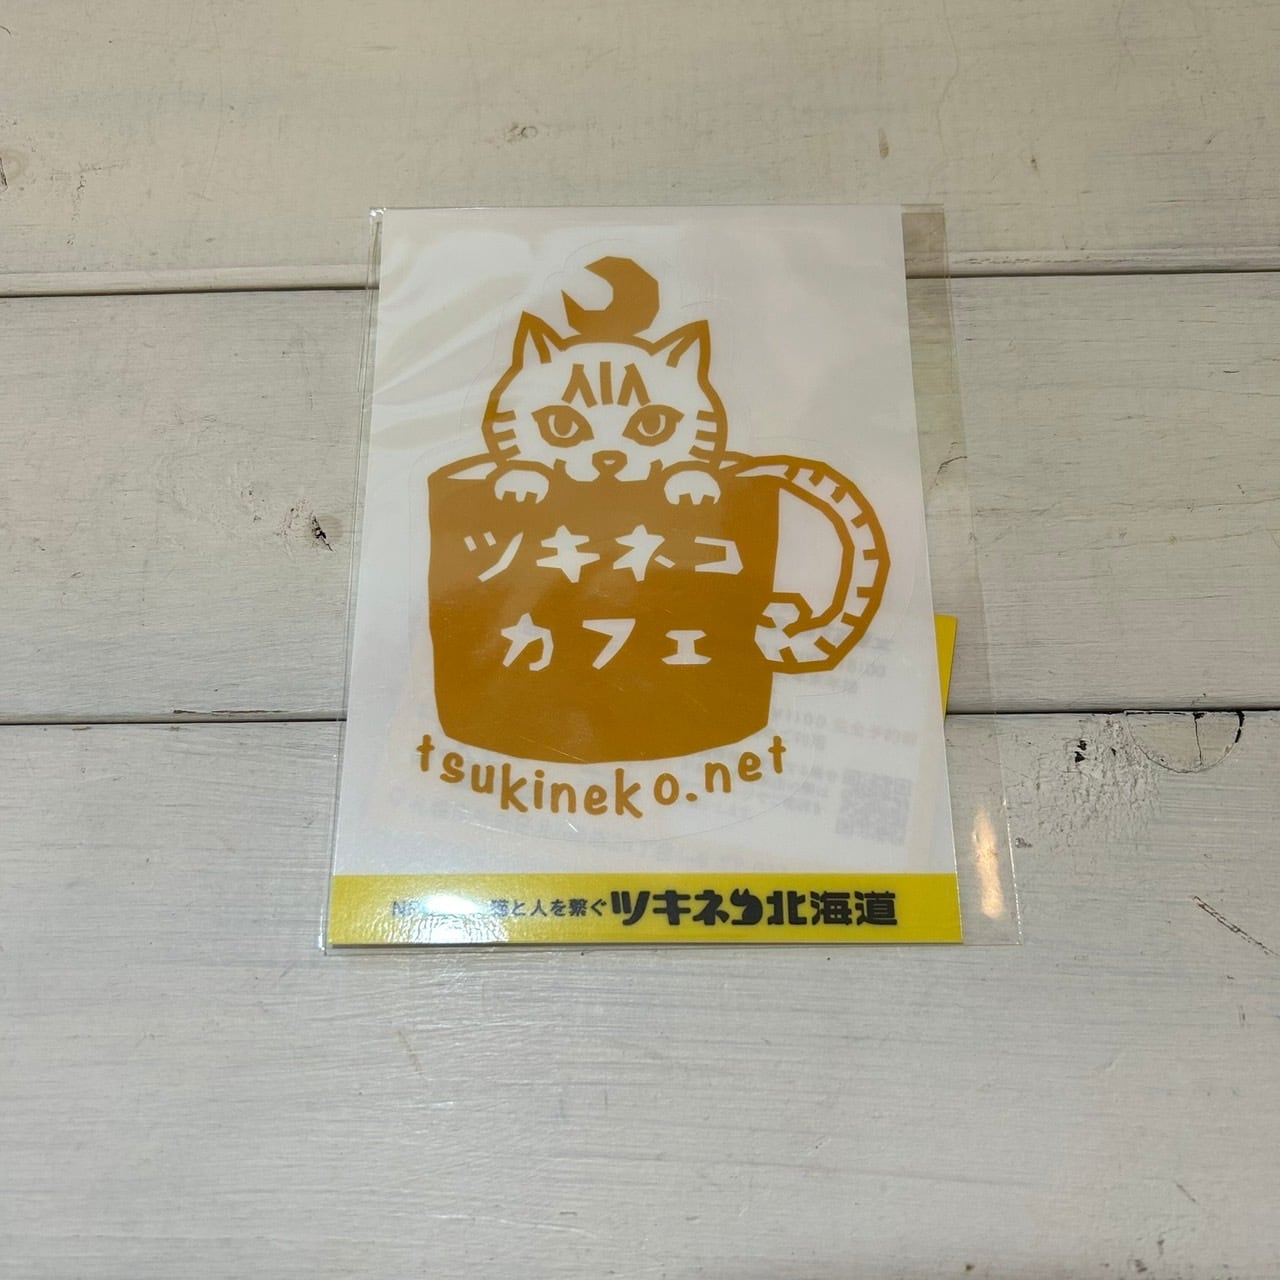 ツキネコ
カフェ
tsukineko.net
猫と人を繋ぐ ツキネコ北海道